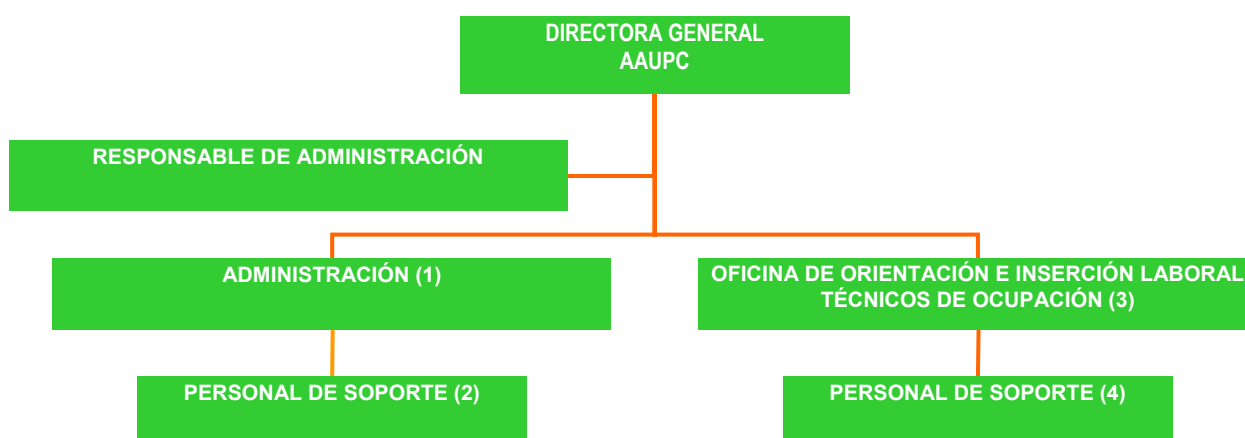 DIRECTORA GENERAL
AAUPC
RESPONSABLE DE ADMINISTRACIÓN
ADMINISTRACIÓN (1)
OFICINA DE ORIENTACIÓN E INSERCIÓN LABORAL
TÉCNICOS DE OCUPACIÓN (3)
PERSONAL DE SOPORTE (2)
PERSONAL DE SOPORTE (4)